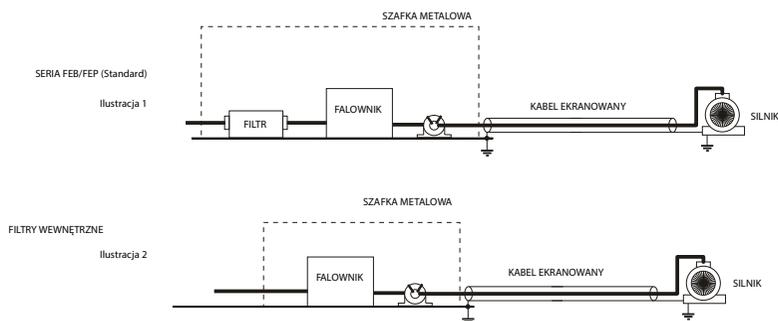 SZAFKA METALOWA
SERIA FEB/FEP (Standard)
Ilustracja 1
FILTR
FALOWNIK
KABEL EKRANOWANY
SILNIK
SZAFKA METALOWA
FILTRY WEWNĘTRZNE
Ilustracja 2
FALOWNIK
KABEL EKRANOWANY
SILNIK